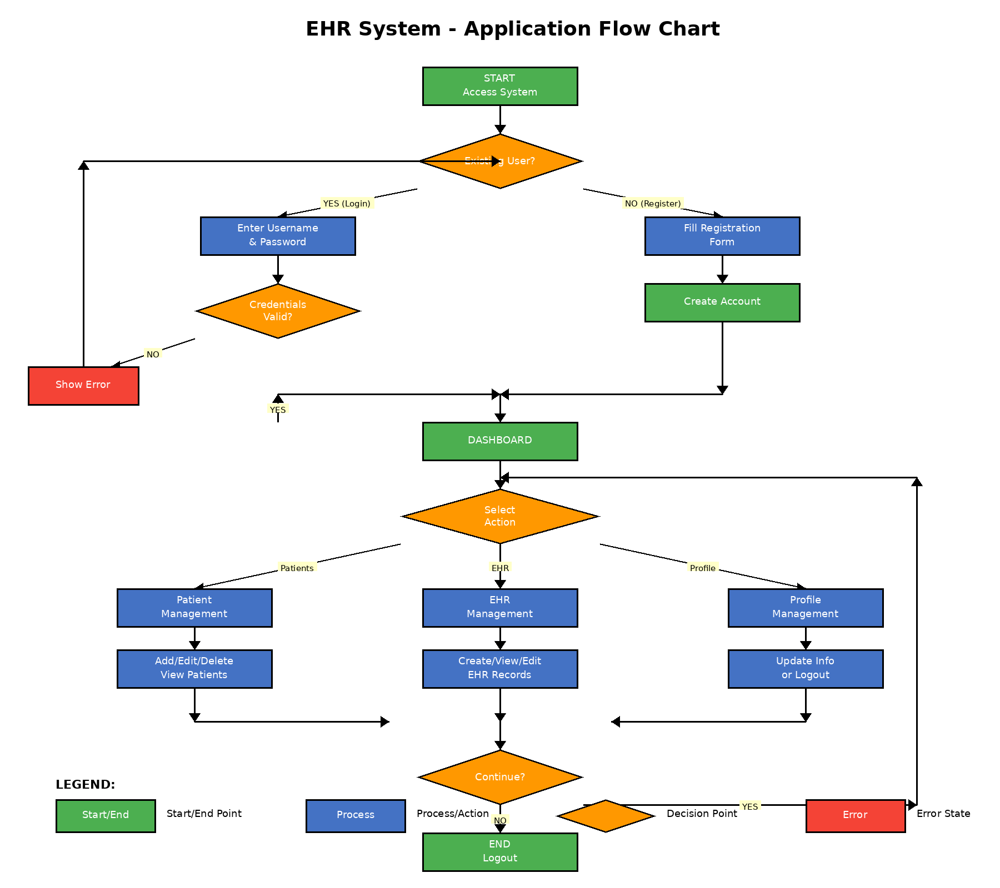 EHR System - Application Flow Chart
START
Access System
Existing User?
YES (Login)
NO (Register)
Enter Username
& Password
Fill Registration
Form
Credentials
Valid?
Create Account
NO
Show Error
YES
DASHBOARD
Select
Action
Patients
EHR
Profile
Patient
Management
EHR
Management
Profile
Management
Add/Edit/Delete
View Patients
Create/View/Edit
EHR Records
Update Info
or Logout
Continue?
YES
NO
END
Logout
LEGEND:
Start/End
Start/End Point
Process
Process/Action
Decision Point
Error
Error State